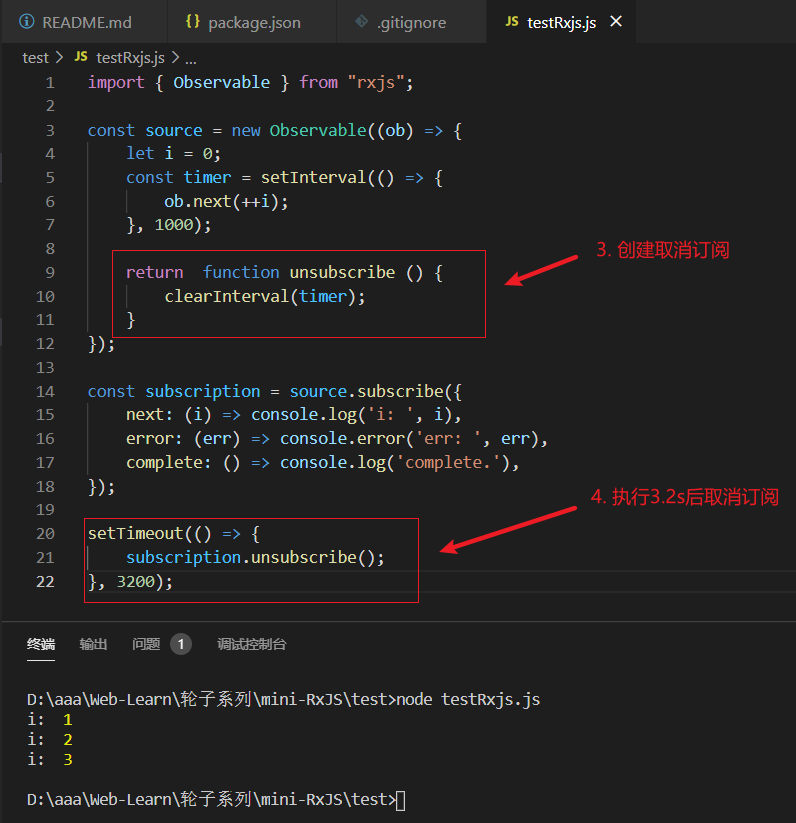 README.md {} package.json .gitignore JS testRxjs.js ×
test > JS testRxjs.js > ...
1 import { Observable } from "rxjs";
2
3 const source = new Observable((ob) => {
4 let i = 0;
5 const timer = setInterval(() => {
6 ob.next(++i);
7 }, 1000);
8
3. 创建取消订阅
9 return  function unsubscribe () {
10 clearInterval(timer);
11 }
12 });
13
14 const subscription = source.subscribe({
15 next: (i) => console.log('i: ', i),
16 error: (err) => console.error('err: ', err),
17 complete: () => console.log('complete.'),
18 });
4. 执行3.2s后取消订阅
19
20 setTimeout(() => {
21 subscription.unsubscribe();
22 }, 3200);
终端 输出 问题 1 调试控制台
D:\aaa\Web-Learn\轮子系列\mini-RxJS\test>node testRxjs.js
i:  1
i:  2
i:  3
D:\aaa\Web-Learn\轮子系列\mini-RxJS\test>